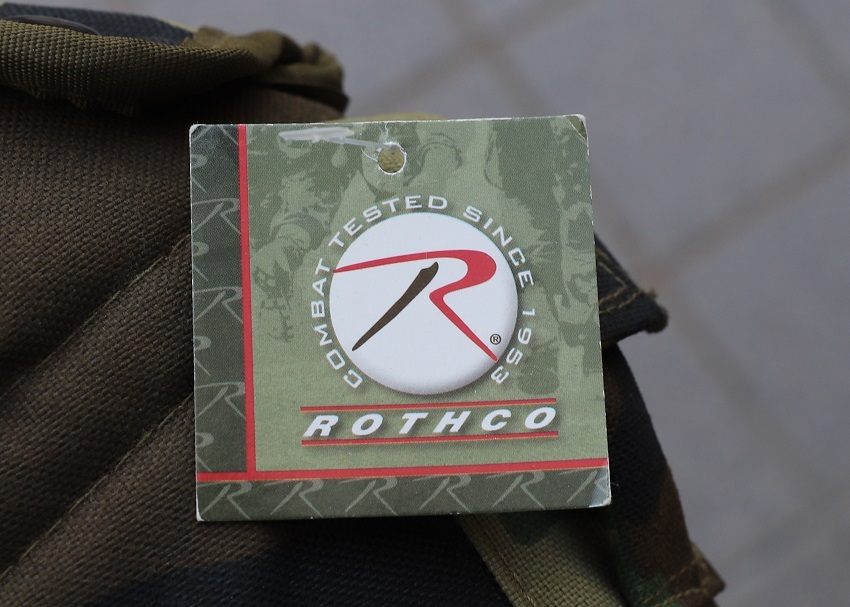 COMBAT TESTED SINCE 1953
R
®
ROTHCO